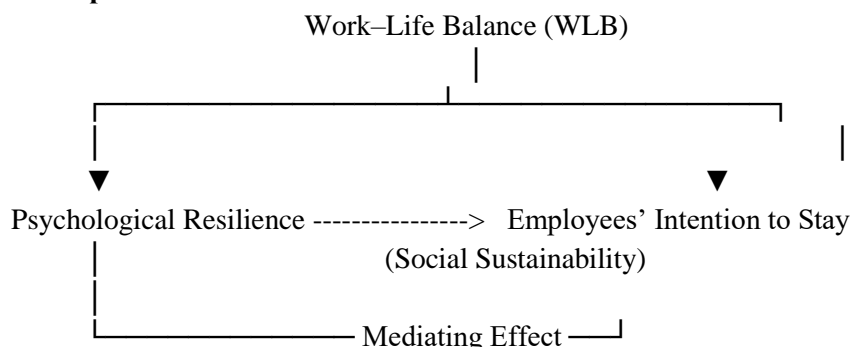 Work–Life Balance (WLB)
Psychological Resilience -----------------> Employees’ Intention to Stay
(Social Sustainability)
Mediating Effect